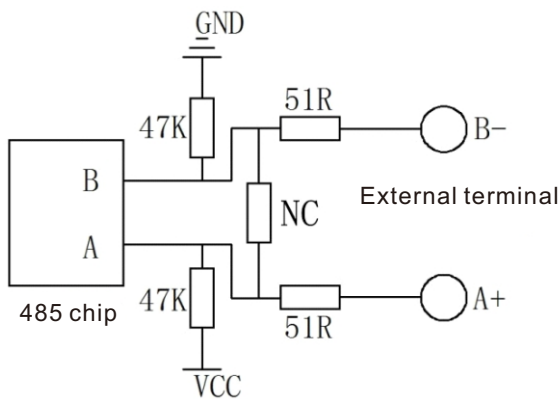 GND
47K
51R
B-
B
External terminal
NC
A
47K
51R
A+
485 chip
VCC